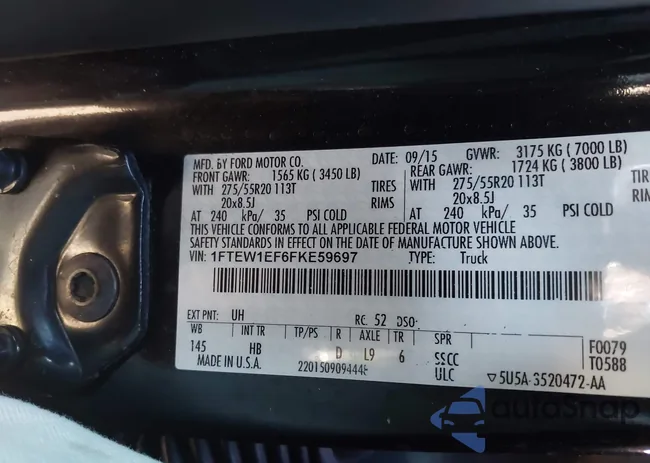 MFD. BY FORD MOTOR CO. DATE: 09/15 GVWR: 3175 KG ( 7000 LB)
FRONT GAWR: 1565 KG ( 3450 LB) REAR GAWR: 1724 KG ( 3800 LB)
WITH 275/55R20 113T TIRES WITH 275/55R20 113T TIRES
20x8.5J RIMS 20x8.5J RIMS
AT 240 kPa/ 35 PSI COLD AT 240 kPa/ 35 PSI COLD
THIS VEHICLE CONFORMS TO ALL APPLICABLE FEDERAL MOTOR VEHICLE
SAFETY STANDARDS IN EFFECT ON THE DATE OF MANUFACTURE SHOWN ABOVE.
VIN: 1FTEW1EF6FKE59697 TYPE: Truck
EXT PNT: UH RC: 52 DSO:
WB INT TR TP/PS R AXLE TR SPR F0079
145 HB D L9 6 SSCC T0588
MADE IN U.S.A. ULC ▽5U5A-3520472-AA
autoSnap